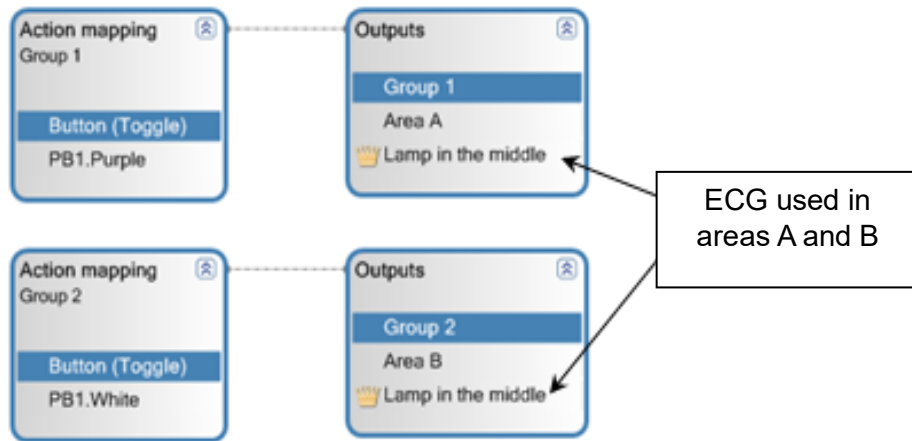 Action mapping
Group 1
Button (Toggle)
PB1.Purple
Outputs
Group 1
Area A
Lamp in the middle
ECG used in
areas A and B
Action mapping
Group 2
Button (Toggle)
PB1.White
Outputs
Group 2
Area B
Lamp in the middle